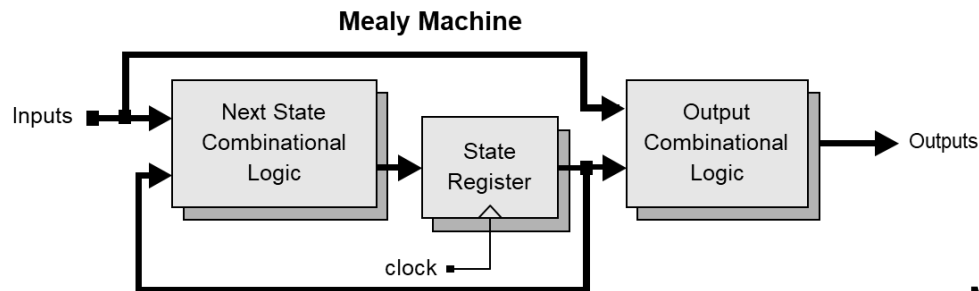 Mealy Machine
Inputs
Next State
Combinational
Logic
State
Register
Output
Combinational
Logic
Outputs
clock